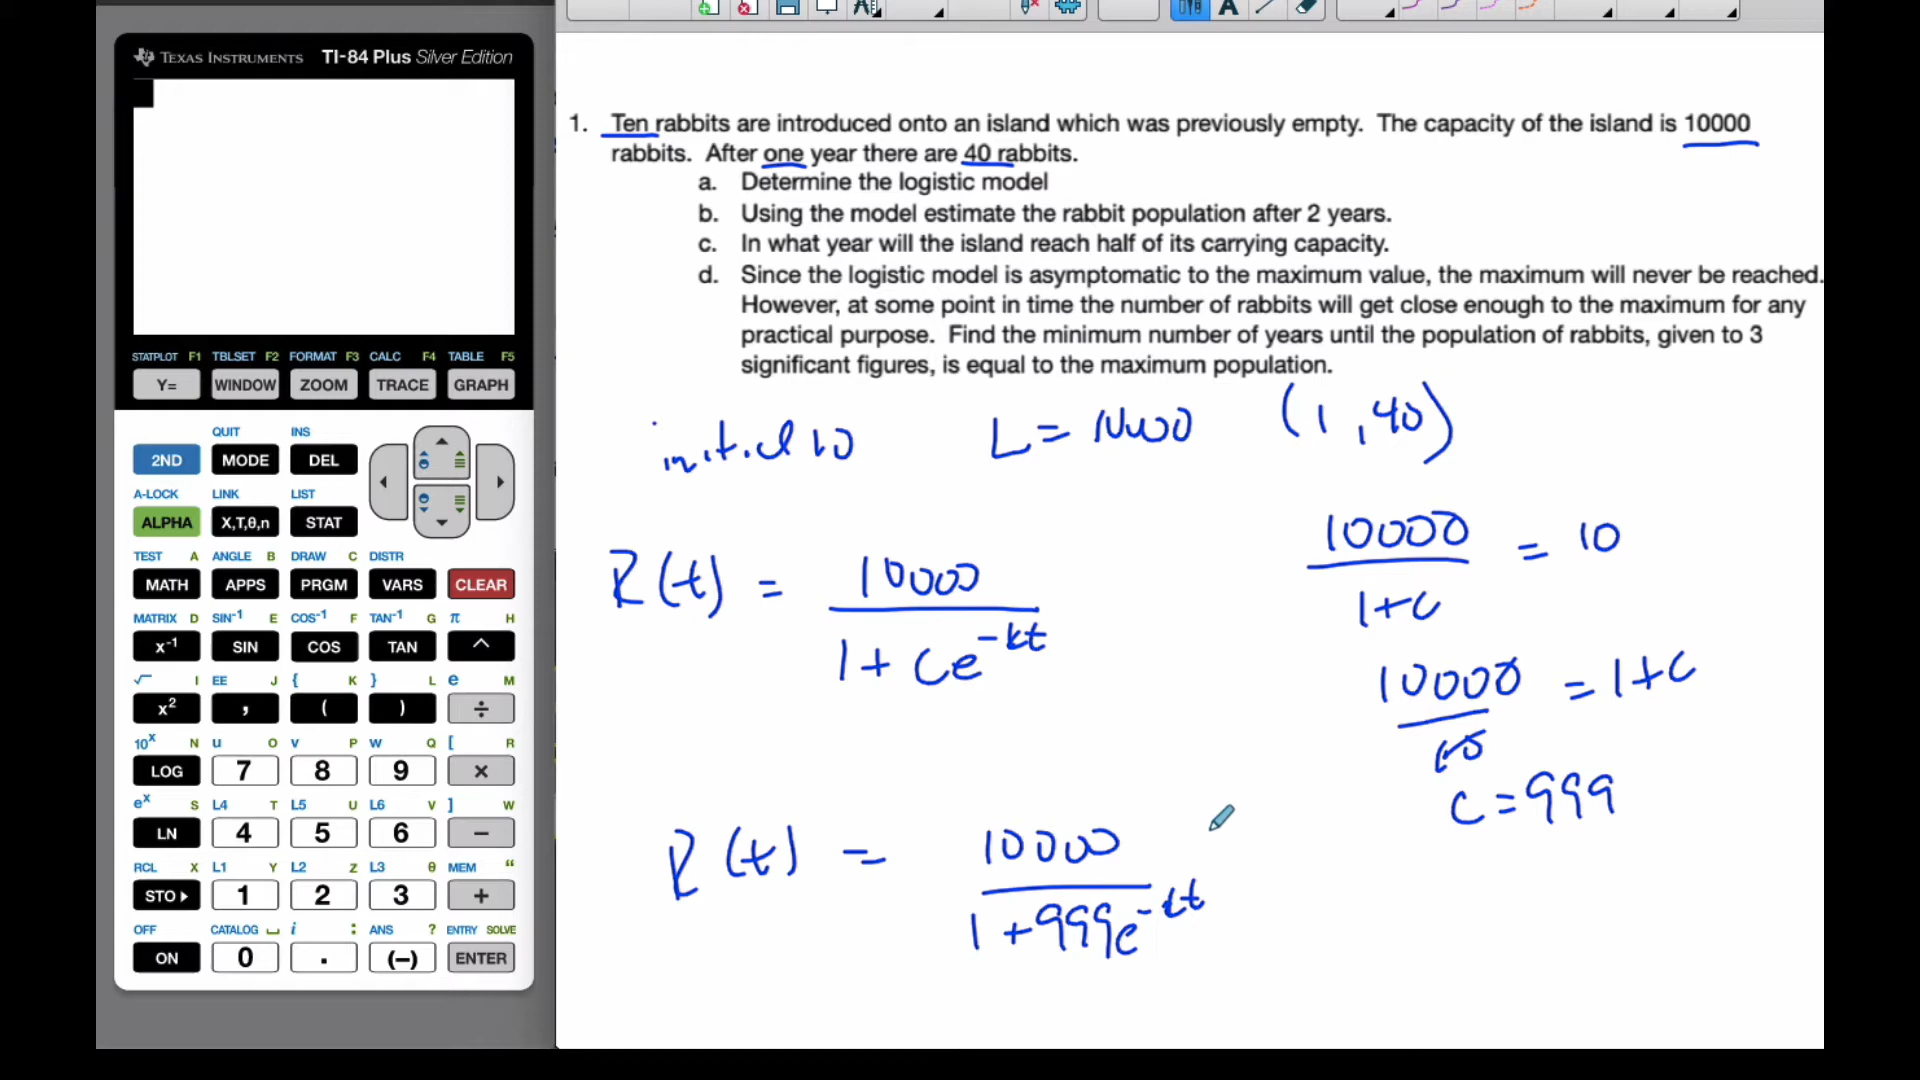 TEXAS INSTRUMENTS TI-84 Plus Silver Edition
STATPLOT F1 TBLSET F2 FORMAT F3 CALC F4 TABLE F5
Y= WINDOW ZOOM TRACE GRAPH
QUIT INS
2ND MODE DEL
A-LOCK LINK LIST
ALPHA X,T,θ,n STAT
TEST A ANGLE B DRAW C DISTR
MATH APPS PRGM VARS CLEAR
MATRIX D SIN⁻¹ E COS⁻¹ F TAN⁻¹ G π H
x⁻¹ SIN COS TAN ^
√ I EE J { K } L e M
x² , ( ) ÷
10ˣ N u O v P w Q [ R
LOG 7 8 9 ×
eˣ S L4 T L5 U L6 V ] W
LN 4 5 6 −
RCL X L1 Y L2 Z L3 θ MEM “
STO▸ 1 2 3 +
OFF CATALOG ⎵ i : ANS ? ENTRY SOLVE
ON 0 . (−) ENTER
A
1. Ten rabbits are introduced onto an island which was previously empty. The capacity of the island is 10000
rabbits. After one year there are 40 rabbits.
a. Determine the logistic model
b. Using the model estimate the rabbit population after 2 years.
c. In what year will the island reach half of its carrying capacity.
d. Since the logistic model is asymptomatic to the maximum value, the maximum will never be reached.
However, at some point in time the number of rabbits will get close enough to the maximum for any
practical purpose. Find the minimum number of years until the population of rabbits, given to 3
significant figures, is equal to the maximum population.
initial 10 L = 10000 (1, 40)
10000
1+C = 10
R(t) = 10000
1 + Ce^-kt
10000
10 = 1+C
C = 999
R(t) = 10000
1 + 999e^-kt